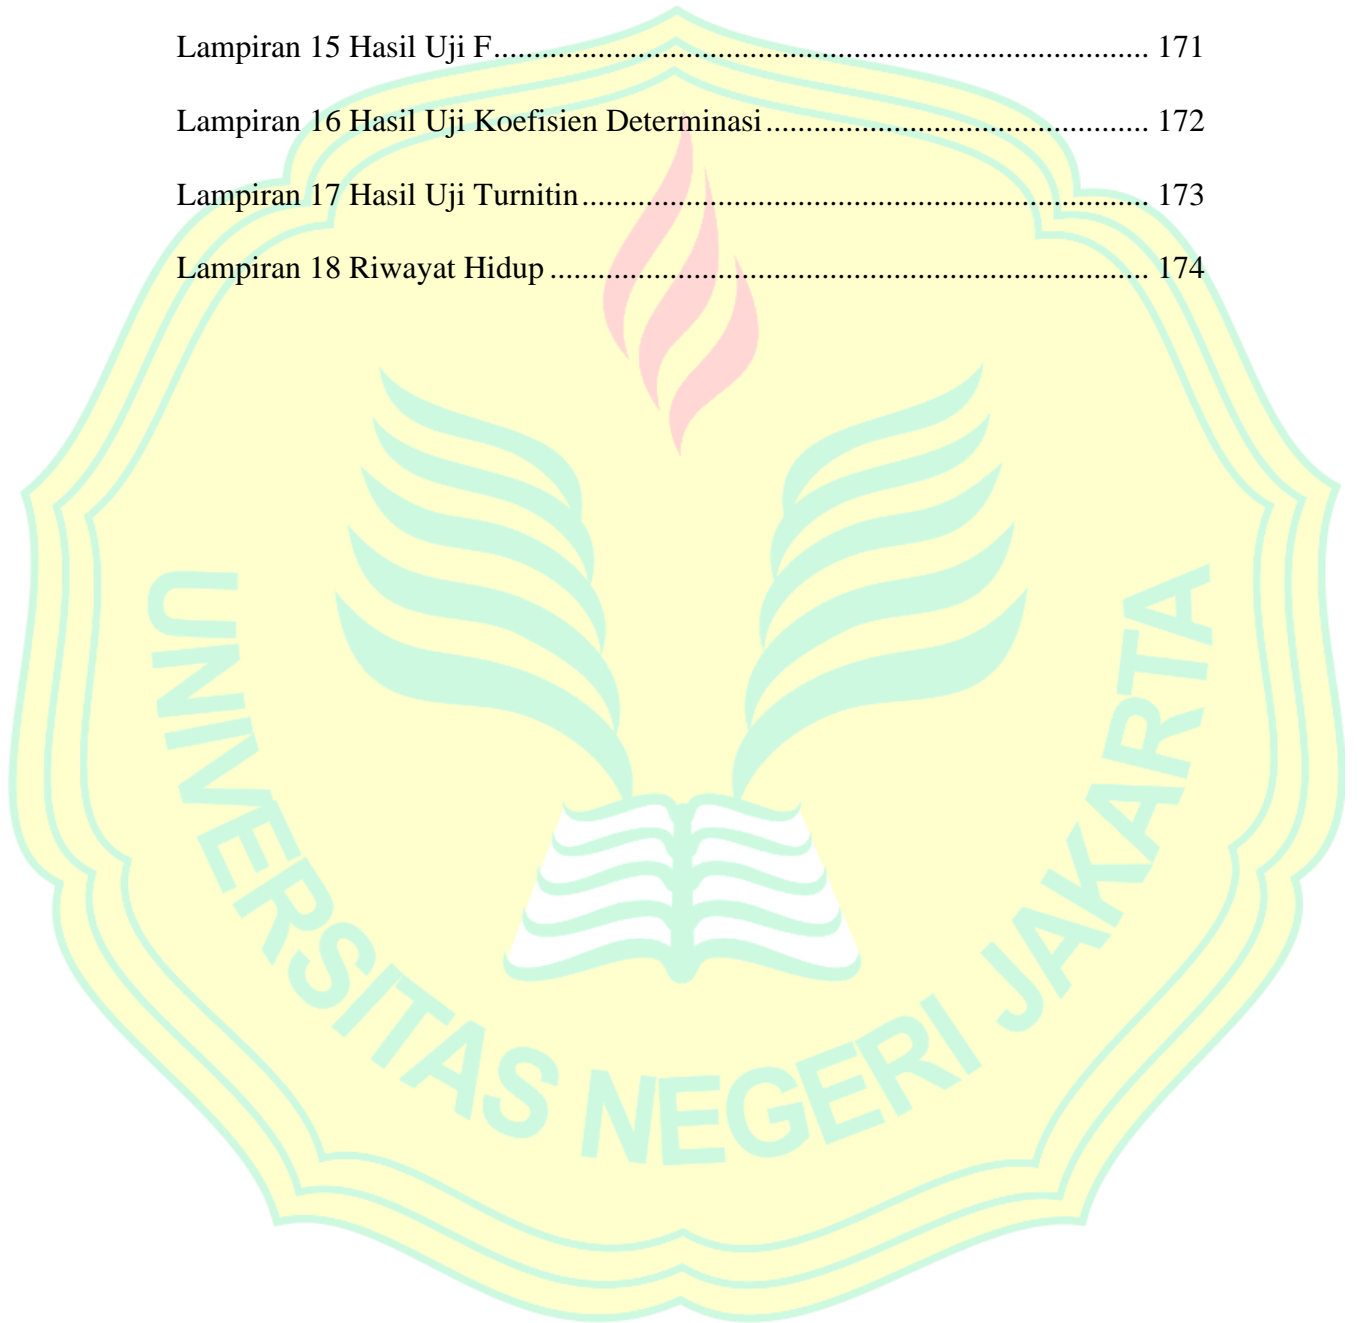 Lampiran 15 Hasil Uji F.................................................................................. 171
Lampiran 16 Hasil Uji Koefisien Determinasi................................................ 172
Lampiran 17 Hasil Uji Turnitin....................................................................... 173
Lampiran 18 Riwayat Hidup ........................................................................... 174
UNIVERSITAS NEGERI JAKARTA